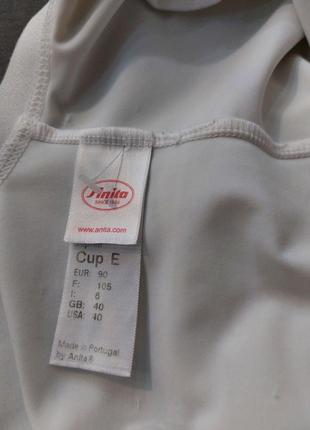 Anita
SINCE 1886
www.anita.com
Cup E
EUR: 90
F: 105
I: 6
GB: 40
USA: 40
Made in Portugal
by Anita®